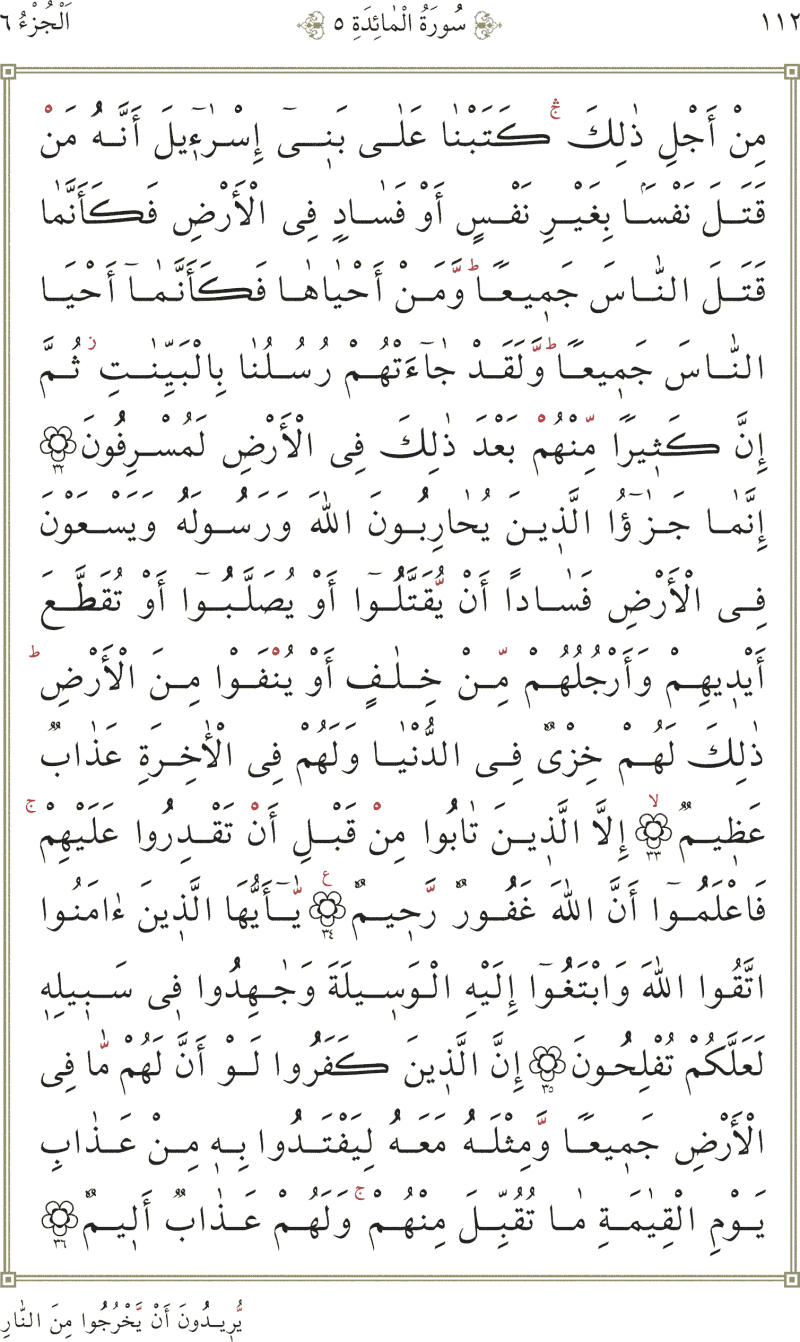 ١١٢ سُورَةُ الْمٰائِدَةِ ٥ اَلْجُزْءُ ٦
مِنْ أَجْلِ ذٰلِكَ ۛ كَتَبْنٰا عَلٰى بَنِىٓ إِسْرٰٓءِيلَ أَنَّهُ مَنْ
قَتَلَ نَفْسًۢا بِغَيْرِ نَفْسٍ أَوْ فَسٰادٍ فِى الْأَرْضِ فَكَأَنَّمٰا
قَتَلَ النّٰاسَ جَمِيعًا ۖ وَّمَنْ أَحْيٰاهٰا فَكَأَنَّمٰآ أَحْيَا
النّٰاسَ جَمِيعًا ؕ وَّلَقَدْ جٰٓاءَتْهُمْ رُسُلُنٰا بِالْبَيِّنٰتِ ز ثُمَّ
إِنَّ كَثِيرًا مِّنْهُمْ بَعْدَ ذٰلِكَ فِى الْأَرْضِ لَمُسْرِفُونَ ٣٢
إِنَّمٰا جَزٰٓؤُا الَّذِينَ يُحٰارِبُونَ اللّٰهَ وَرَسُولَهُ وَيَسْعَوْنَ
فِى الْأَرْضِ فَسٰادًا أَنْ يُّقَتَّلُوٓا أَوْ يُصَلَّبُوٓا أَوْ تُقَطَّعَ
أَيْدِيهِمْ وَأَرْجُلُهُمْ مِّنْ خِلٰفٍ أَوْ يُنْفَوْا مِنَ الْأَرْضِ ؕ
ذٰلِكَ لَهُمْ خِزْىٌ فِى الدُّنْيٰا وَلَهُمْ فِى الْأٰخِرَةِ عَذٰابٌ
عَظِيمٌ ٣٣ ۙ إِلَّا الَّذِينَ تٰابُوا مِنْ قَبْلِ أَنْ تَقْدِرُوا عَلَيْهِمْ ۚ
فَاعْلَمُوٓا أَنَّ اللّٰهَ غَفُورٌ رَّحِيمٌ ٣٤ ع يّٰٓأَيُّهَا الَّذِينَ ءٰامَنُوا
اتَّقُوا اللّٰهَ وَابْتَغُوٓا إِلَيْهِ الْوَسِيلَةَ وَجٰهِدُوا فِى سَبِيلِهِ
لَعَلَّكُمْ تُفْلِحُونَ ٣٥ إِنَّ الَّذِينَ كَفَرُوا لَوْ أَنَّ لَهُمْ مّٰا فِى
الْأَرْضِ جَمِيعًا وَّمِثْلَهُ مَعَهُ لِيَفْتَدُوا بِهِ مِنْ عَذٰابِ
يَوْمِ الْقِيٰمَةِ مٰا تُقُبِّلَ مِنْهُمْ ۚ وَلَهُمْ عَذٰابٌ أَلِيمٌ ٣٦
يُّرِيدُونَ أَنْ يَّخْرُجُوا مِنَ النّٰارِ